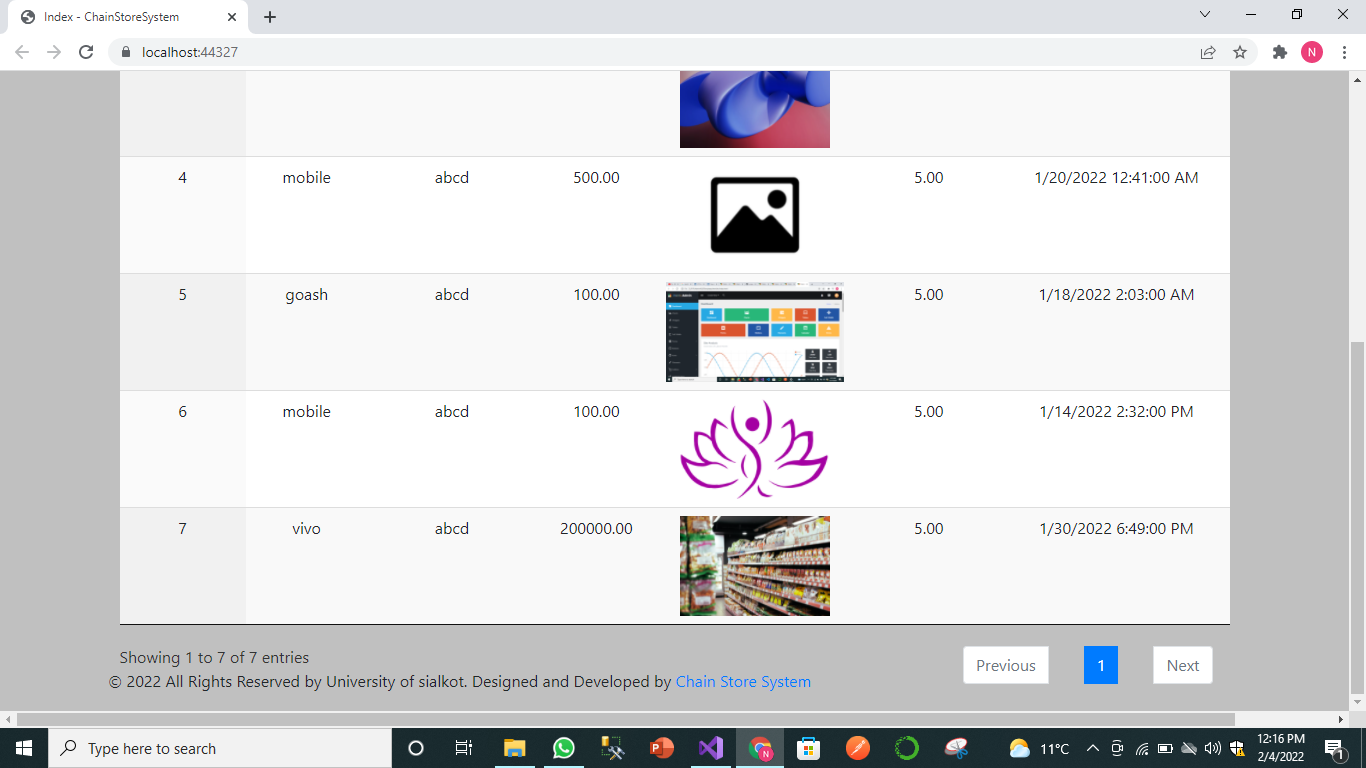 Index - ChainStoreSystem
localhost:44327
N
4 mobile abcd 500.00 5.00 1/20/2022 12:41:00 AM
5 goash abcd 100.00 5.00 1/18/2022 2:03:00 AM
6 mobile abcd 100.00 5.00 1/14/2022 2:32:00 PM
7 vivo abcd 200000.00 5.00 1/30/2022 6:49:00 PM
Showing 1 to 7 of 7 entries
Previous 1 Next
© 2022 All Rights Reserved by University of sialkot. Designed and Developed by Chain Store System
Type here to search
N
11°C
12:16 PM
2/4/2022
1